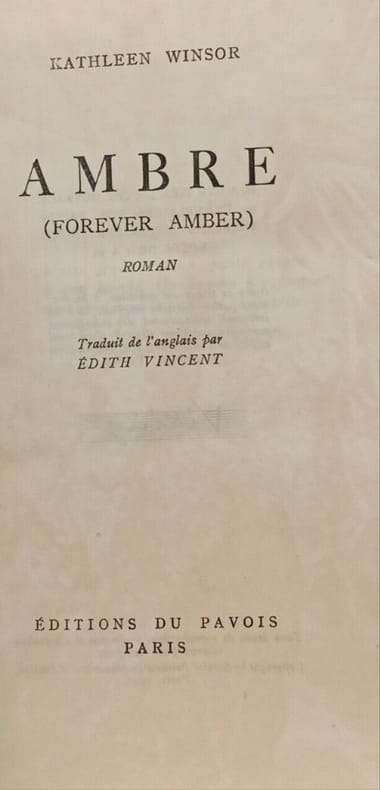 KATHLEEN WINSOR
AMBRE
(FOREVER AMBER)
ROMAN
Traduit de l'anglais par
ÉDITH VINCENT
ÉDITIONS DU PAVOIS
PARIS